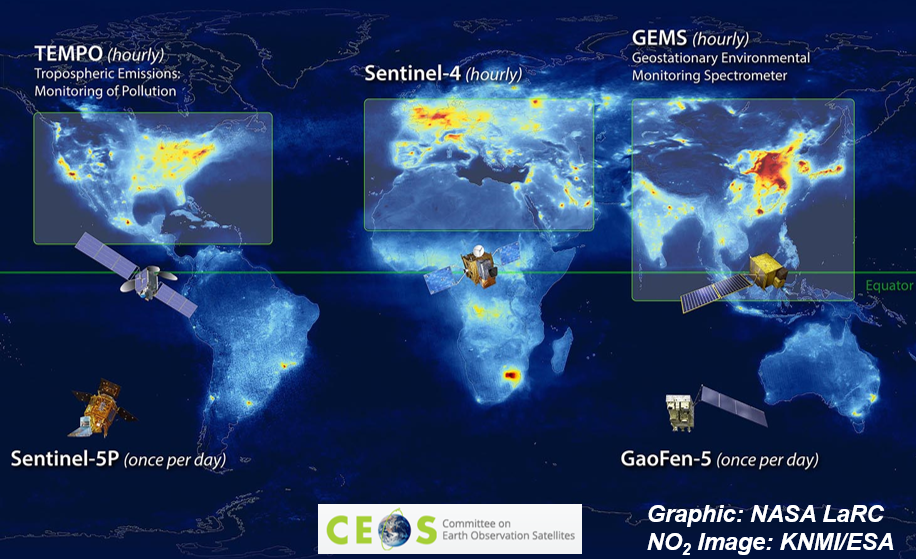 TEMPO (hourly)
Tropospheric Emissions:
Monitoring of Pollution
Sentinel-4 (hourly)
GEMS (hourly)
Geostationary Environmental
Monitoring Spectrometer
Equator
Sentinel-5P (once per day)
GaoFen-5 (once per day)
CEOS
Committee on
Earth Observation Satellites
Graphic: NASA LaRC
NO₂ Image: KNMI/ESA